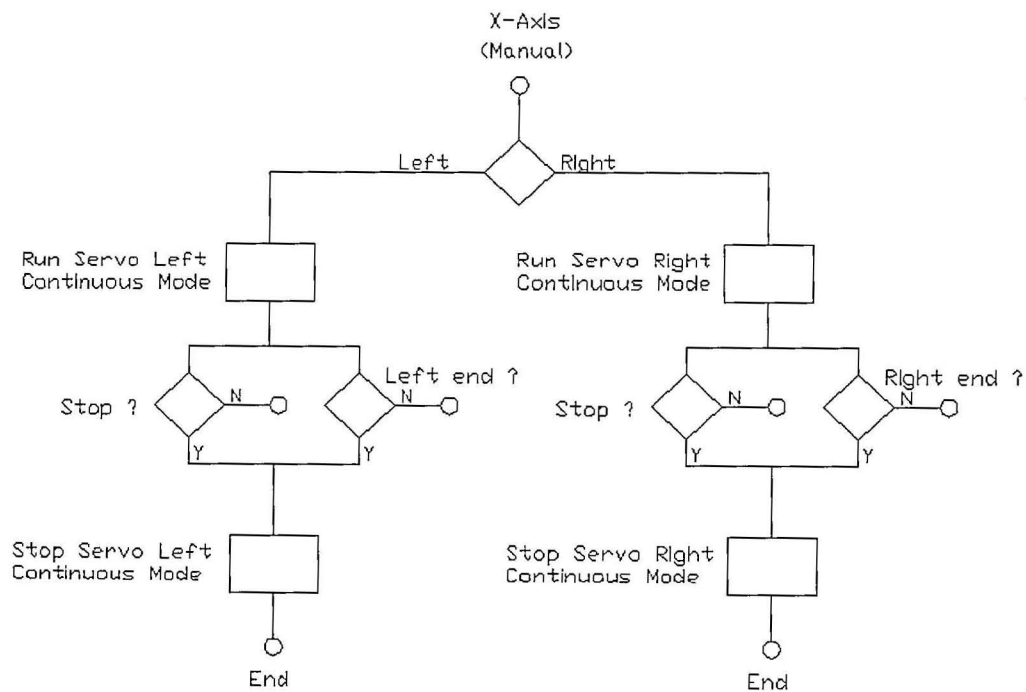 X-Axis
(Manual)
Left
Right
Run Servo Left
Continuous Mode
Run Servo Right
Continuous Mode
Stop ?
N
Y
Left end ?
N
Y
Stop ?
N
Y
Right end ?
N
Y
Stop Servo Left
Continuous Mode
Stop Servo Right
Continuous Mode
End
End